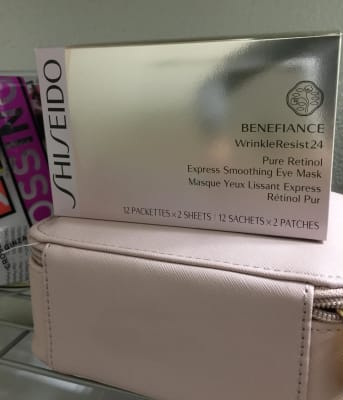 SHISEIDO
BENEFIANCE
WrinkleResist24
Pure Retinol
Express Smoothing Eye Mask
Masque Yeux Lissant Express
Rétinol Pur
12 PACKETTES×2 SHEETS / 12 SACHETS×2 PATCHES